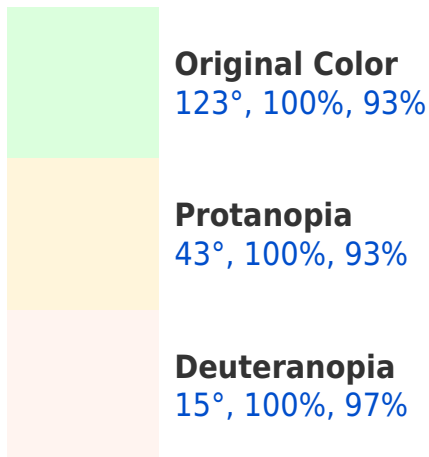 Original Color
123°, 100%, 93%
Protanopia
43°, 100%, 93%
Deuteranopia
15°, 100%, 97%